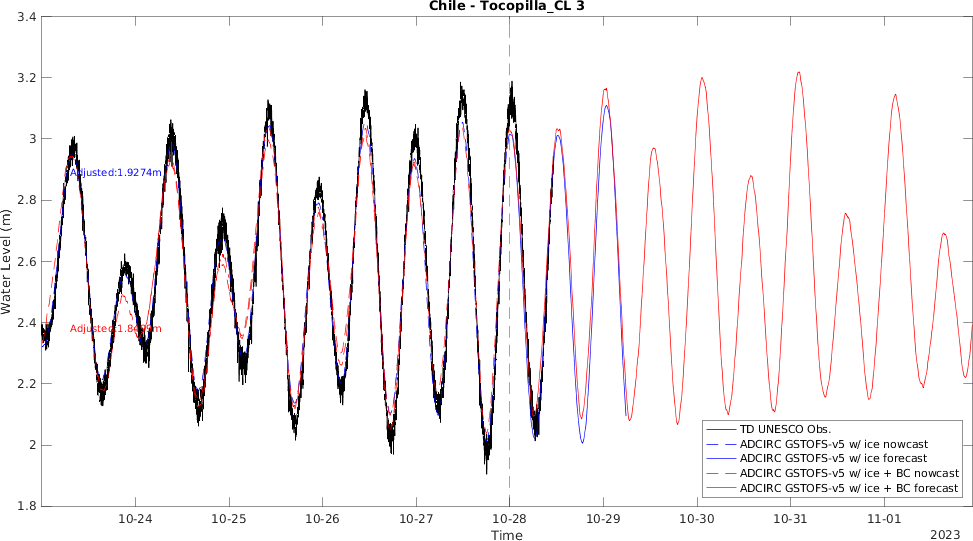 Chile - Tocopilla_CL 3
Water Level (m)
3.4
3.2
3
2.8
2.6
2.4
2.2
2
1.8
Adjusted:1.9274m
TD UNESCO Obs.
ADCIRC GSTOFS-v5 w/ ice nowcast
ADCIRC GSTOFS-v5 w/ ice forecast
ADCIRC GSTOFS-v5 w/ ice + BC nowcast
ADCIRC GSTOFS-v5 w/ ice + BC forecast
10-24 10-25 10-26 10-27 10-28 10-29 10-30 10-31 11-01
Time
2023